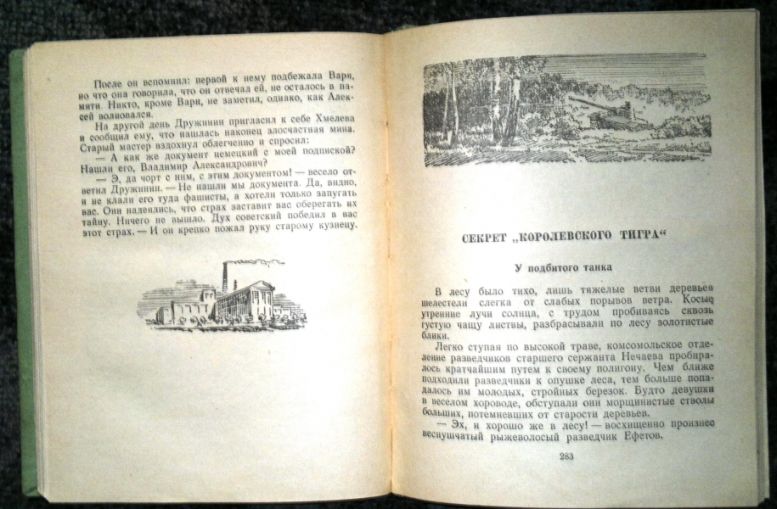 После он вспомнил: первой к нему подбежала Варя,
но что она говорила, что он отвечал ей, не осталось в па-
мяти. Никто, кроме Вари, не заметил, однако, как Алек-
сей волновался.
На другой день Дружинин пригласил к себе Хмелева
и сообщил ему, что нашлась наконец злосчастная мина.
Старый мастер вздохнул облегченно и спросил:
— А как же документ немецкий с моей подпиской?
Нашли его, Владимир Александрович?
— Э, да чорт с ним, с этим документом! — весело от-
ветил Дружинин. — Не нашли мы документа. Да, видно,
и не клали его туда фашисты, а хотели только запугать
вас. Они надеялись, что страх заставит вас оберегать их
тайну. Ничего не вышло. Дух советский победил в вас
этот страх. — И он крепко пожал руку старому кузнецу.
СЕКРЕТ „КОРОЛЕВСКОГО ТИГРА“
У подбитого танка
В лесу было тихо, лишь тяжелые ветви деревьев
шелестели слегка от слабых порывов ветра. Косые
утренние лучи солнца, с трудом пробиваясь сквозь
густую чащу листвы, разбрасывали по лесу золотистые
блики.
Легко ступая по высокой траве, комсомольское отде-
ление разведчиков старшего сержанта Нечаева пробира-
лось кратчайшим путем к своему полигону. Чем ближе
подходили разведчики к опушке леса, тем больше попа-
далось им молодых, стройных березок. Будто девушки
в веселом хороводе, обступали они морщинистые стволы
больших, потемневших от старости деревьев.
— Эх, и хорошо же в лесу! — восхищенно произнес
веснушчатый рыжеволосый разведчик Ефетов.
283